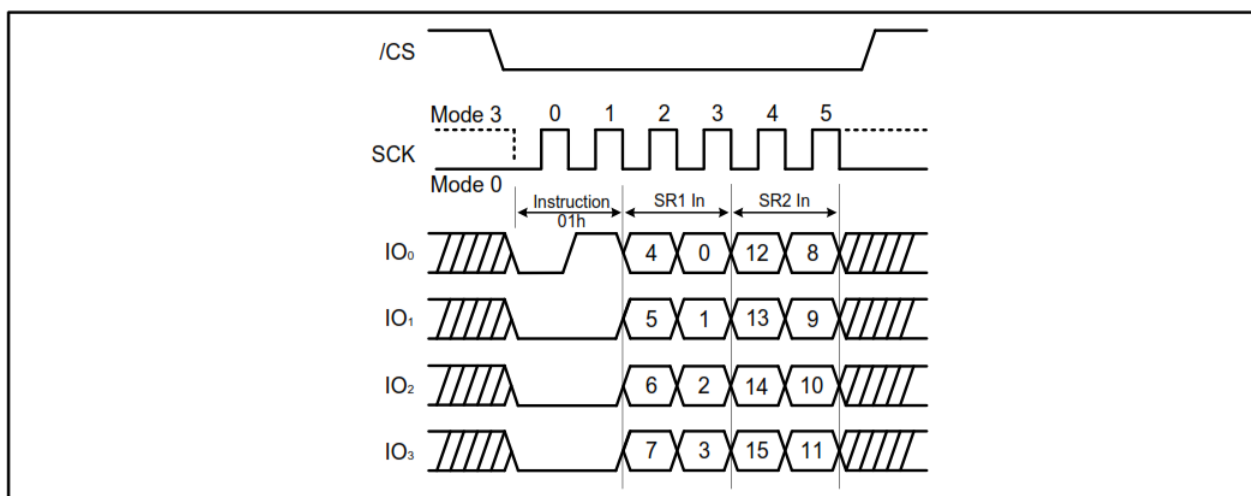 /CS
Mode 3 0 1 2 3 4 5
SCK
Mode 0
Instruction SR1 In SR2 In
01h
IO₀ 4 0 12 8
IO₁ 5 1 13 9
IO₂ 6 2 14 10
IO₃ 7 3 15 11